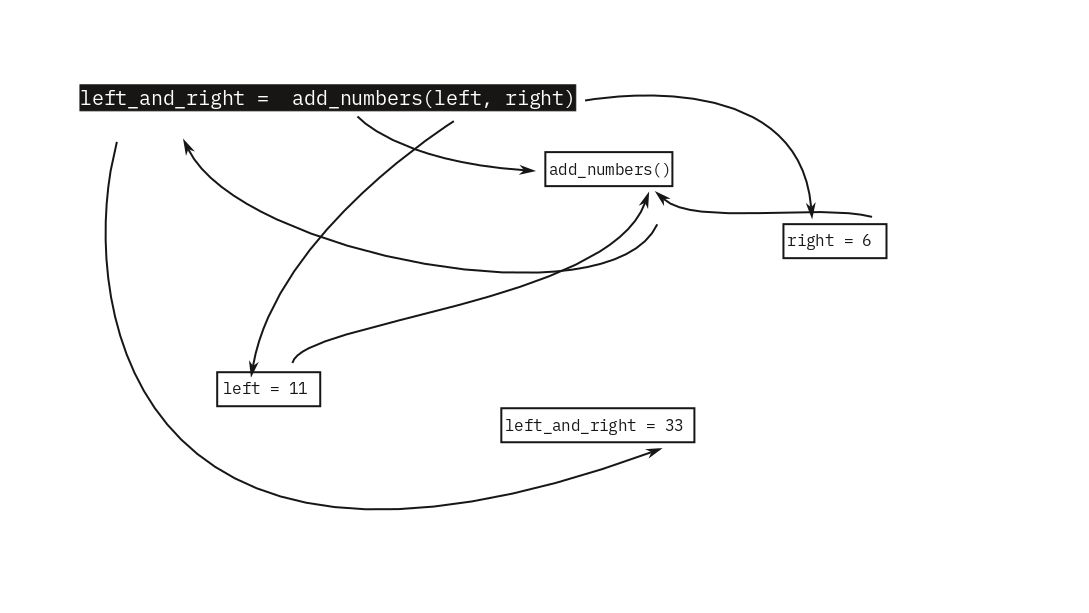 left_and_right =  add_numbers(left, right)
add_numbers()
right = 6
left = 11
left_and_right = 33